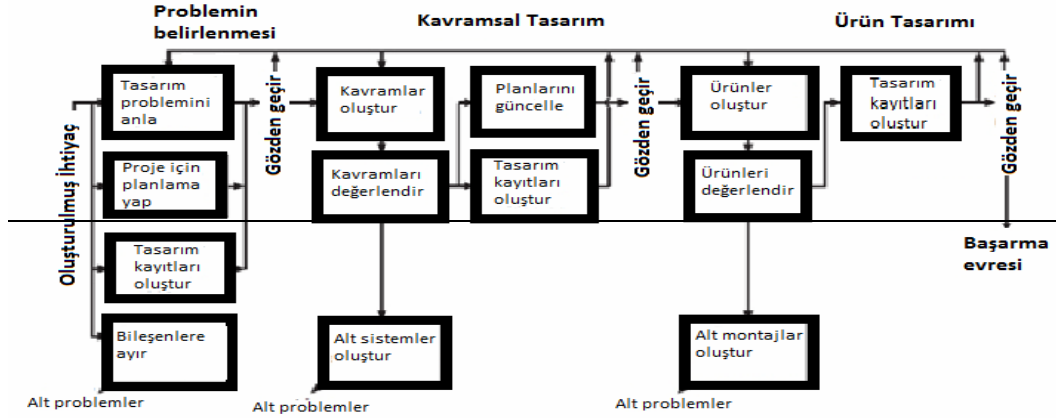 Problemin
belirlenmesi
Kavramsal Tasarım
Ürün Tasarımı
Oluşturulmuş İhtiyaç
Tasarım
problemini
anla
Proje için
planlama
yap
Tasarım
kayıtları
oluştur
Bileşenlere
ayır
Alt problemler
Gözden geçir
Kavramlar
oluştur
Kavramları
değerlendir
Alt sistemler
oluştur
Alt problemler
Planlarını
güncelle
Tasarım
kayıtları
oluştur
Gözden geçir
Ürünler
oluştur
Ürünleri
değerlendir
Alt montajlar
oluştur
Alt problemler
Tasarım
kayıtları
oluştur
Gözden geçir
Başarma
evresi